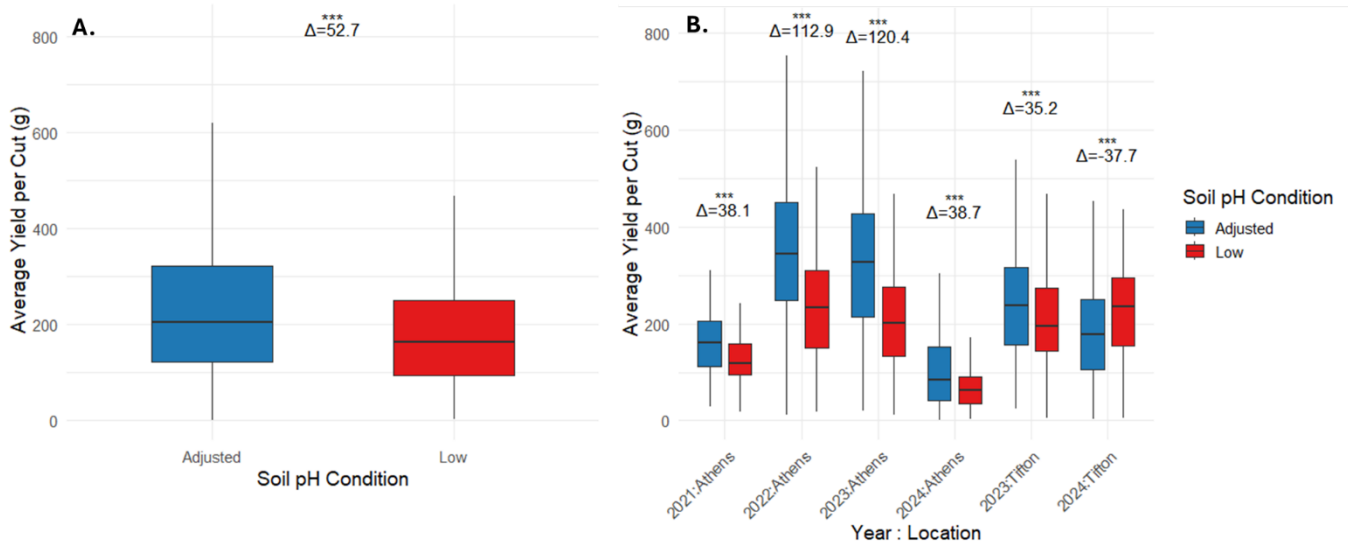 A.
***
Δ=52.7
800
600
400
200
0
Average Yield per Cut (g)
Adjusted
Low
Soil pH Condition
B.
***
Δ=112.9
***
Δ=120.4
***
Δ=35.2
***
Δ=-37.7
***
Δ=38.1
***
Δ=38.7
800
600
400
200
0
Average Yield per Cut (g)
2021:Athens
2022:Athens
2023:Athens
2024:Athens
2023:Tifton
2024:Tifton
Year : Location
Soil pH Condition
Adjusted
Low